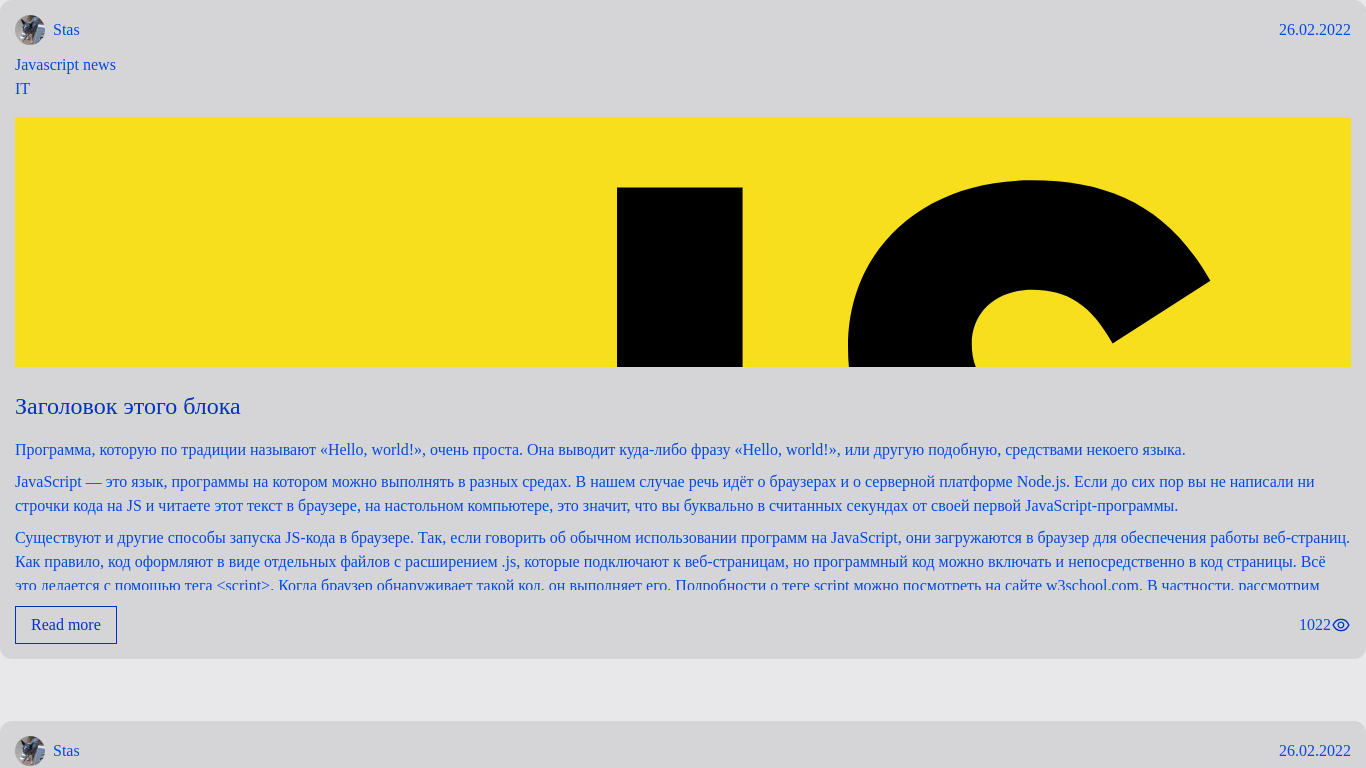 Stas
26.02.2022
Javascript news
IT
JS
Заголовок этого блока
Программа, которую по традиции называют «Hello, world!», очень проста. Она выводит куда-либо фразу «Hello, world!», или другую подобную, средствами некоего языка.
JavaScript — это язык, программы на котором можно выполнять в разных средах. В нашем случае речь идёт о браузерах и о серверной платформе Node.js. Если до сих пор вы не написали ни
строчки кода на JS и читаете этот текст в браузере, на настольном компьютере, это значит, что вы буквально в считанных секундах от своей первой JavaScript-программы.
Существуют и другие способы запуска JS-кода в браузере. Так, если говорить об обычном использовании программ на JavaScript, они загружаются в браузер для обеспечения работы веб-страниц.
Как правило, код оформляют в виде отдельных файлов с расширением .js, которые подключают к веб-страницам, но программный код можно включать и непосредственно в код страницы. Всё
это делается с помощью тега <script>. Когда браузер обнаруживает такой код, он выполняет его. Подробности о теге script можно посмотреть на сайте w3school.com. В частности, рассмотрим
Read more
1022
Stas
26.02.2022